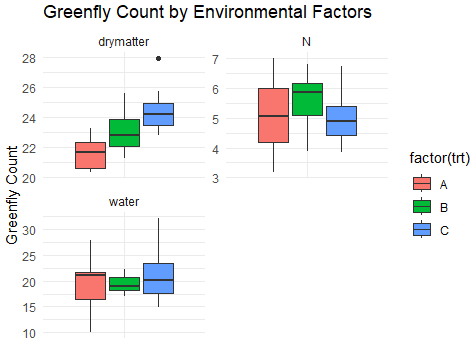 Greenfly Count by Environmental Factors
drymatter
N
28
26
24
22
20
7
6
5
4
3
water
30
25
20
15
10
Greenfly Count
factor(trt)
A
B
C